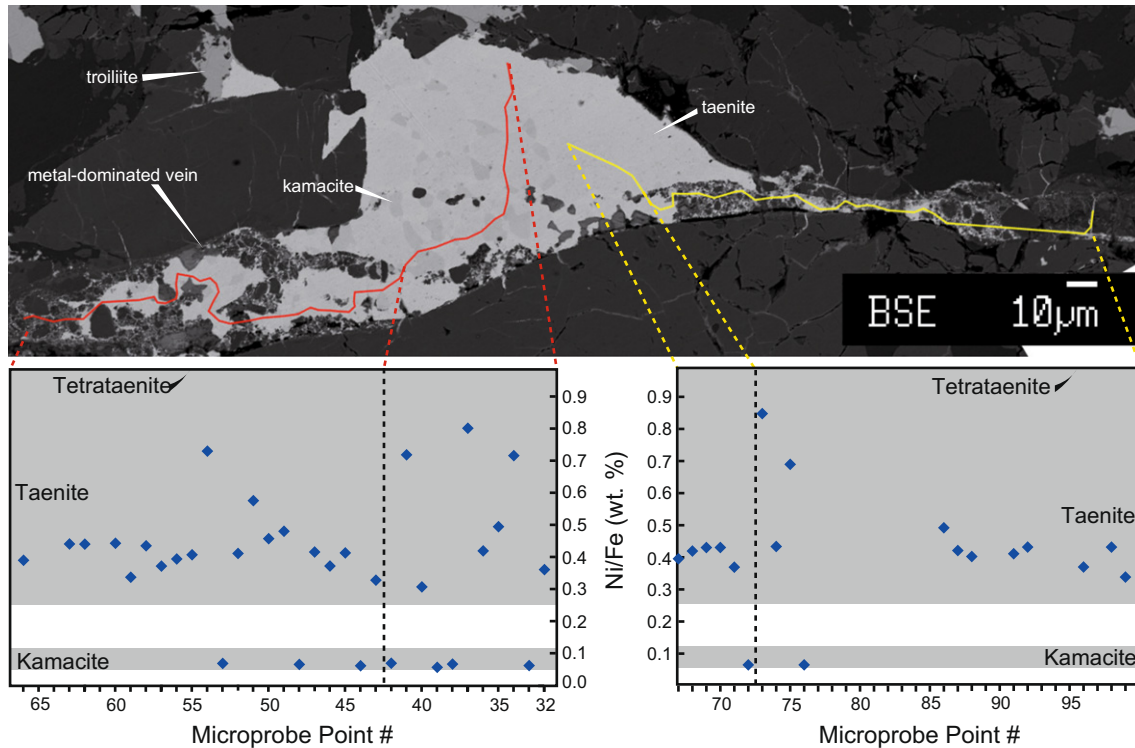 troiliite
taenite
metal-dominated vein
kamacite
BSE 10µm
Tetrataenite
Taenite
Kamacite
0.9
0.8
0.7
0.6
0.5
0.4
0.3
0.2
0.1
0.0
Ni/Fe (wt. %)
65 60 55 50 45 40 35 32
Microprobe Point #
Tetrataenite
Taenite
Kamacite
0.9
0.8
0.7
0.6
0.5
0.4
0.3
0.2
0.1
70 75 80 85 90 95
Microprobe Point #